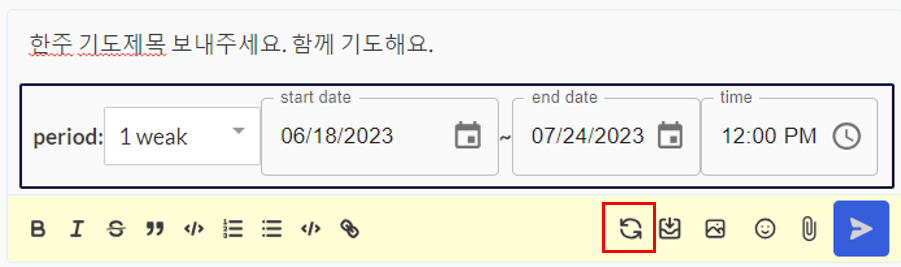 한주 기도제목 보내주세요. 함께 기도해요.
start date end date time
period: 1 weak 06/18/2023 ~ 07/24/2023 12:00 PM
B I S